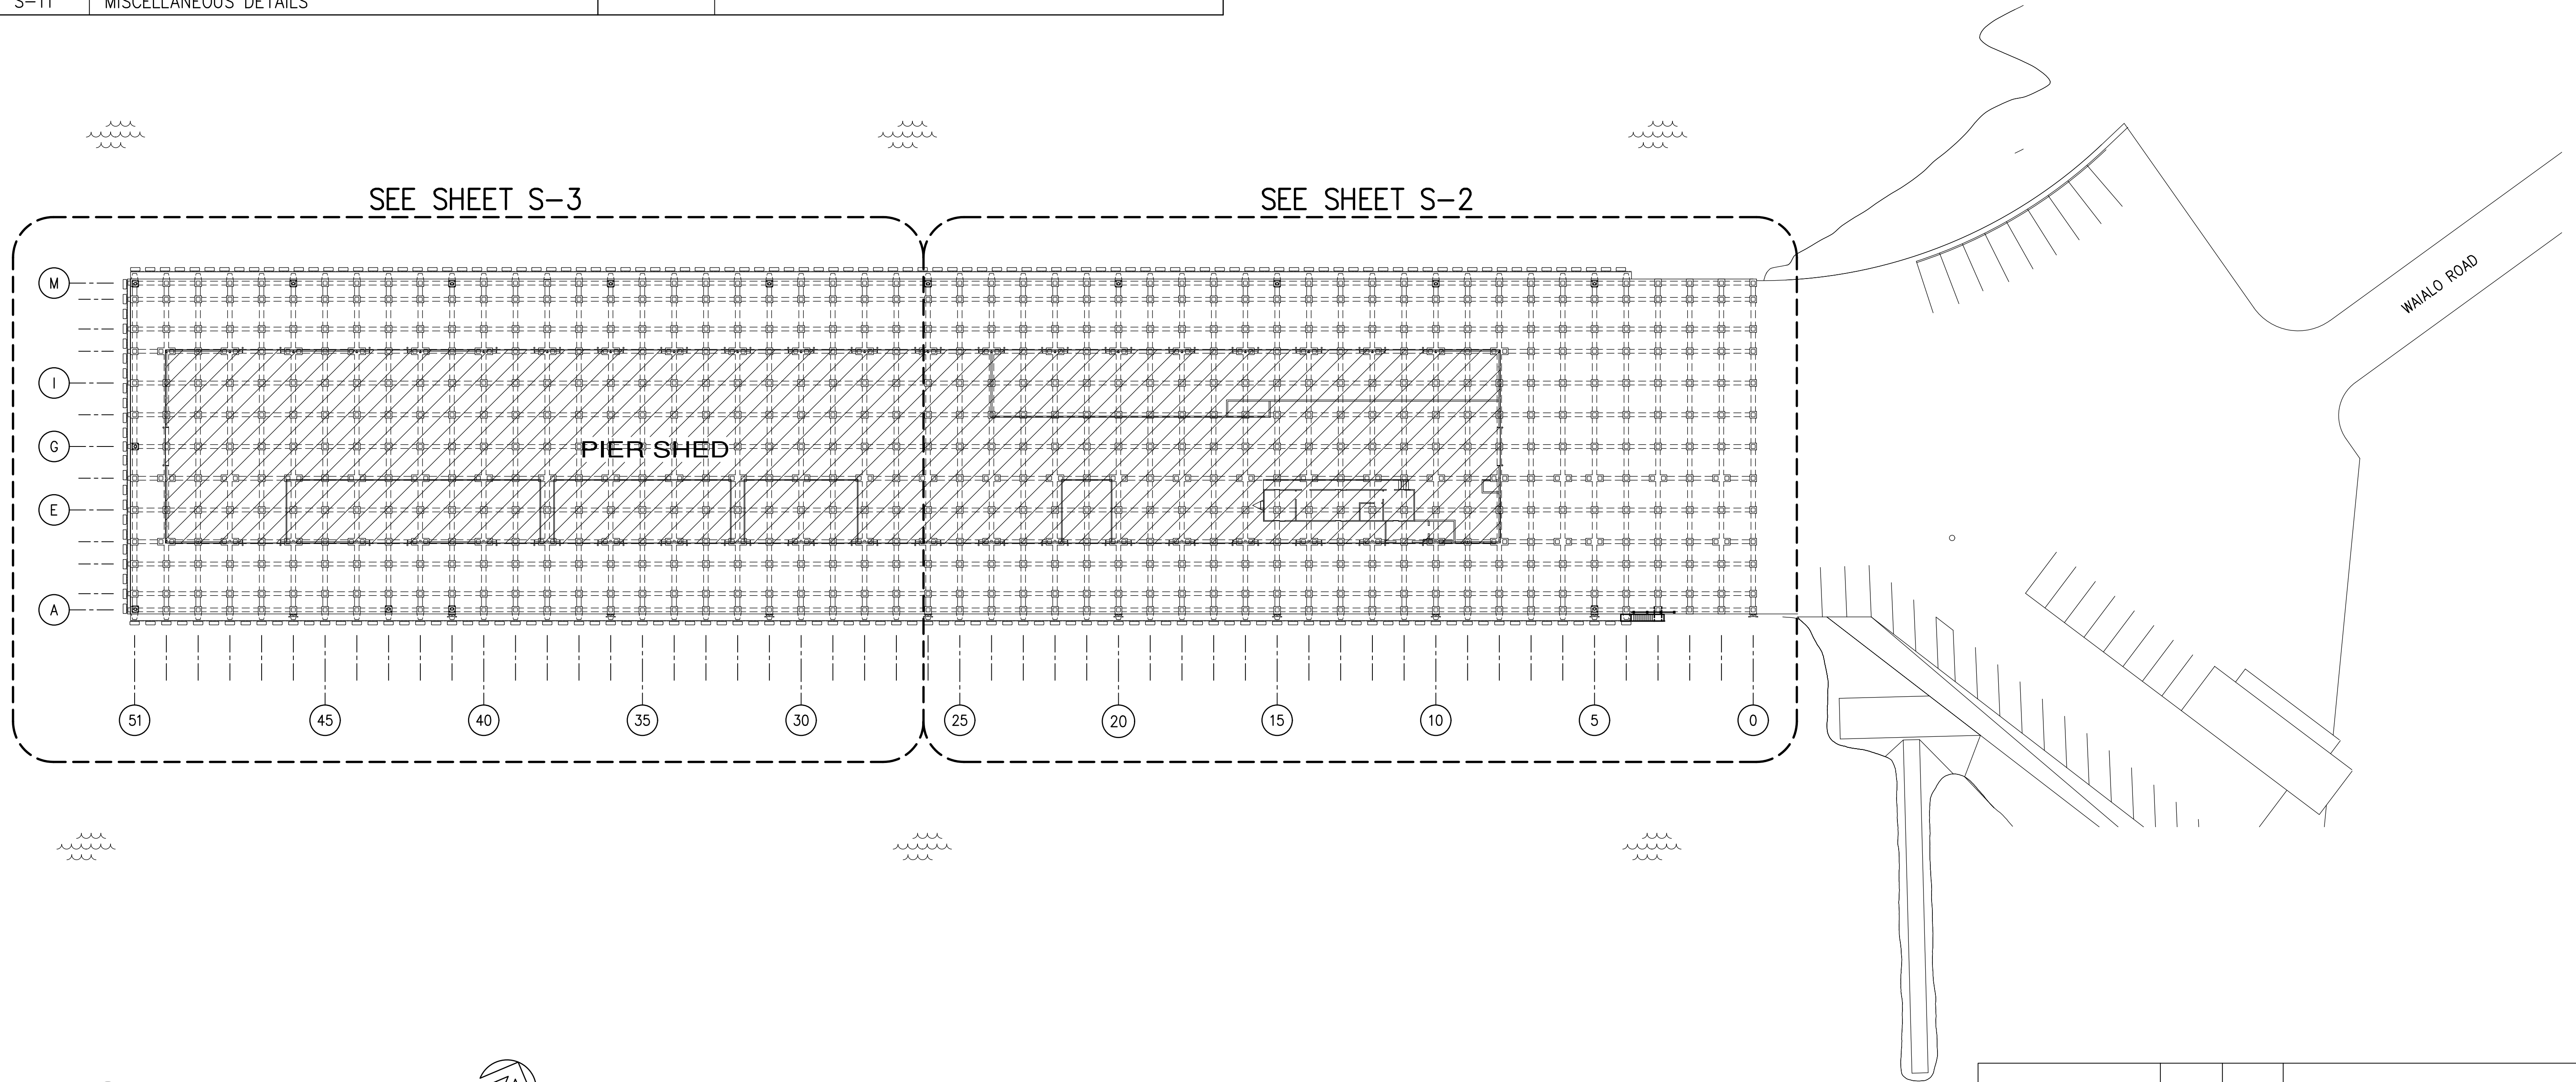 S-11 MISCELLANEOUS DETAILS
SEE SHEET S-3
SEE SHEET S-2
WAIALO ROAD
M
I
G
PIER SHED
E
A
51 45 40 35 30 25 20 15 10 5 0